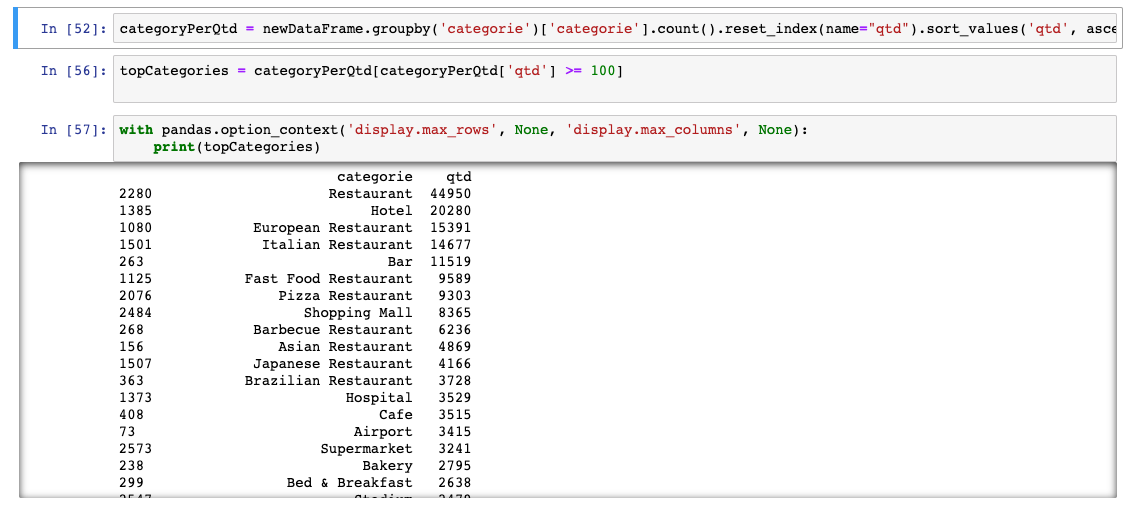 In [52]: categoryPerQtd = newDataFrame.groupby('categorie')['categorie'].count().reset_index(name="qtd").sort_values('qtd', asce
In [56]: topCategories = categoryPerQtd[categoryPerQtd['qtd'] >= 100]
In [57]: with pandas.option_context('display.max_rows', None, 'display.max_columns', None):
print(topCategories)
categorie qtd
2280 Restaurant 44950
1385 Hotel 20280
1080 European Restaurant 15391
1501 Italian Restaurant 14677
263 Bar 11519
1125 Fast Food Restaurant 9589
2076 Pizza Restaurant 9303
2484 Shopping Mall 8365
268 Barbecue Restaurant 6236
156 Asian Restaurant 4869
1507 Japanese Restaurant 4166
363 Brazilian Restaurant 3728
1373 Hospital 3529
408 Cafe 3515
73 Airport 3415
2573 Supermarket 3241
238 Bakery 2795
299 Bed & Breakfast 2638